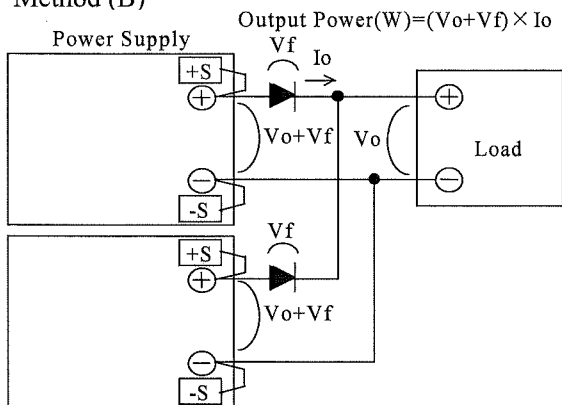 Method (B)
Output Power(W)=(Vo+Vf)×Io
Power Supply
Vf
Io
+S
+
+
Vo+Vf
Vo
Load
−
−
-S
+S
Vf
+
Vo+Vf
−
-S